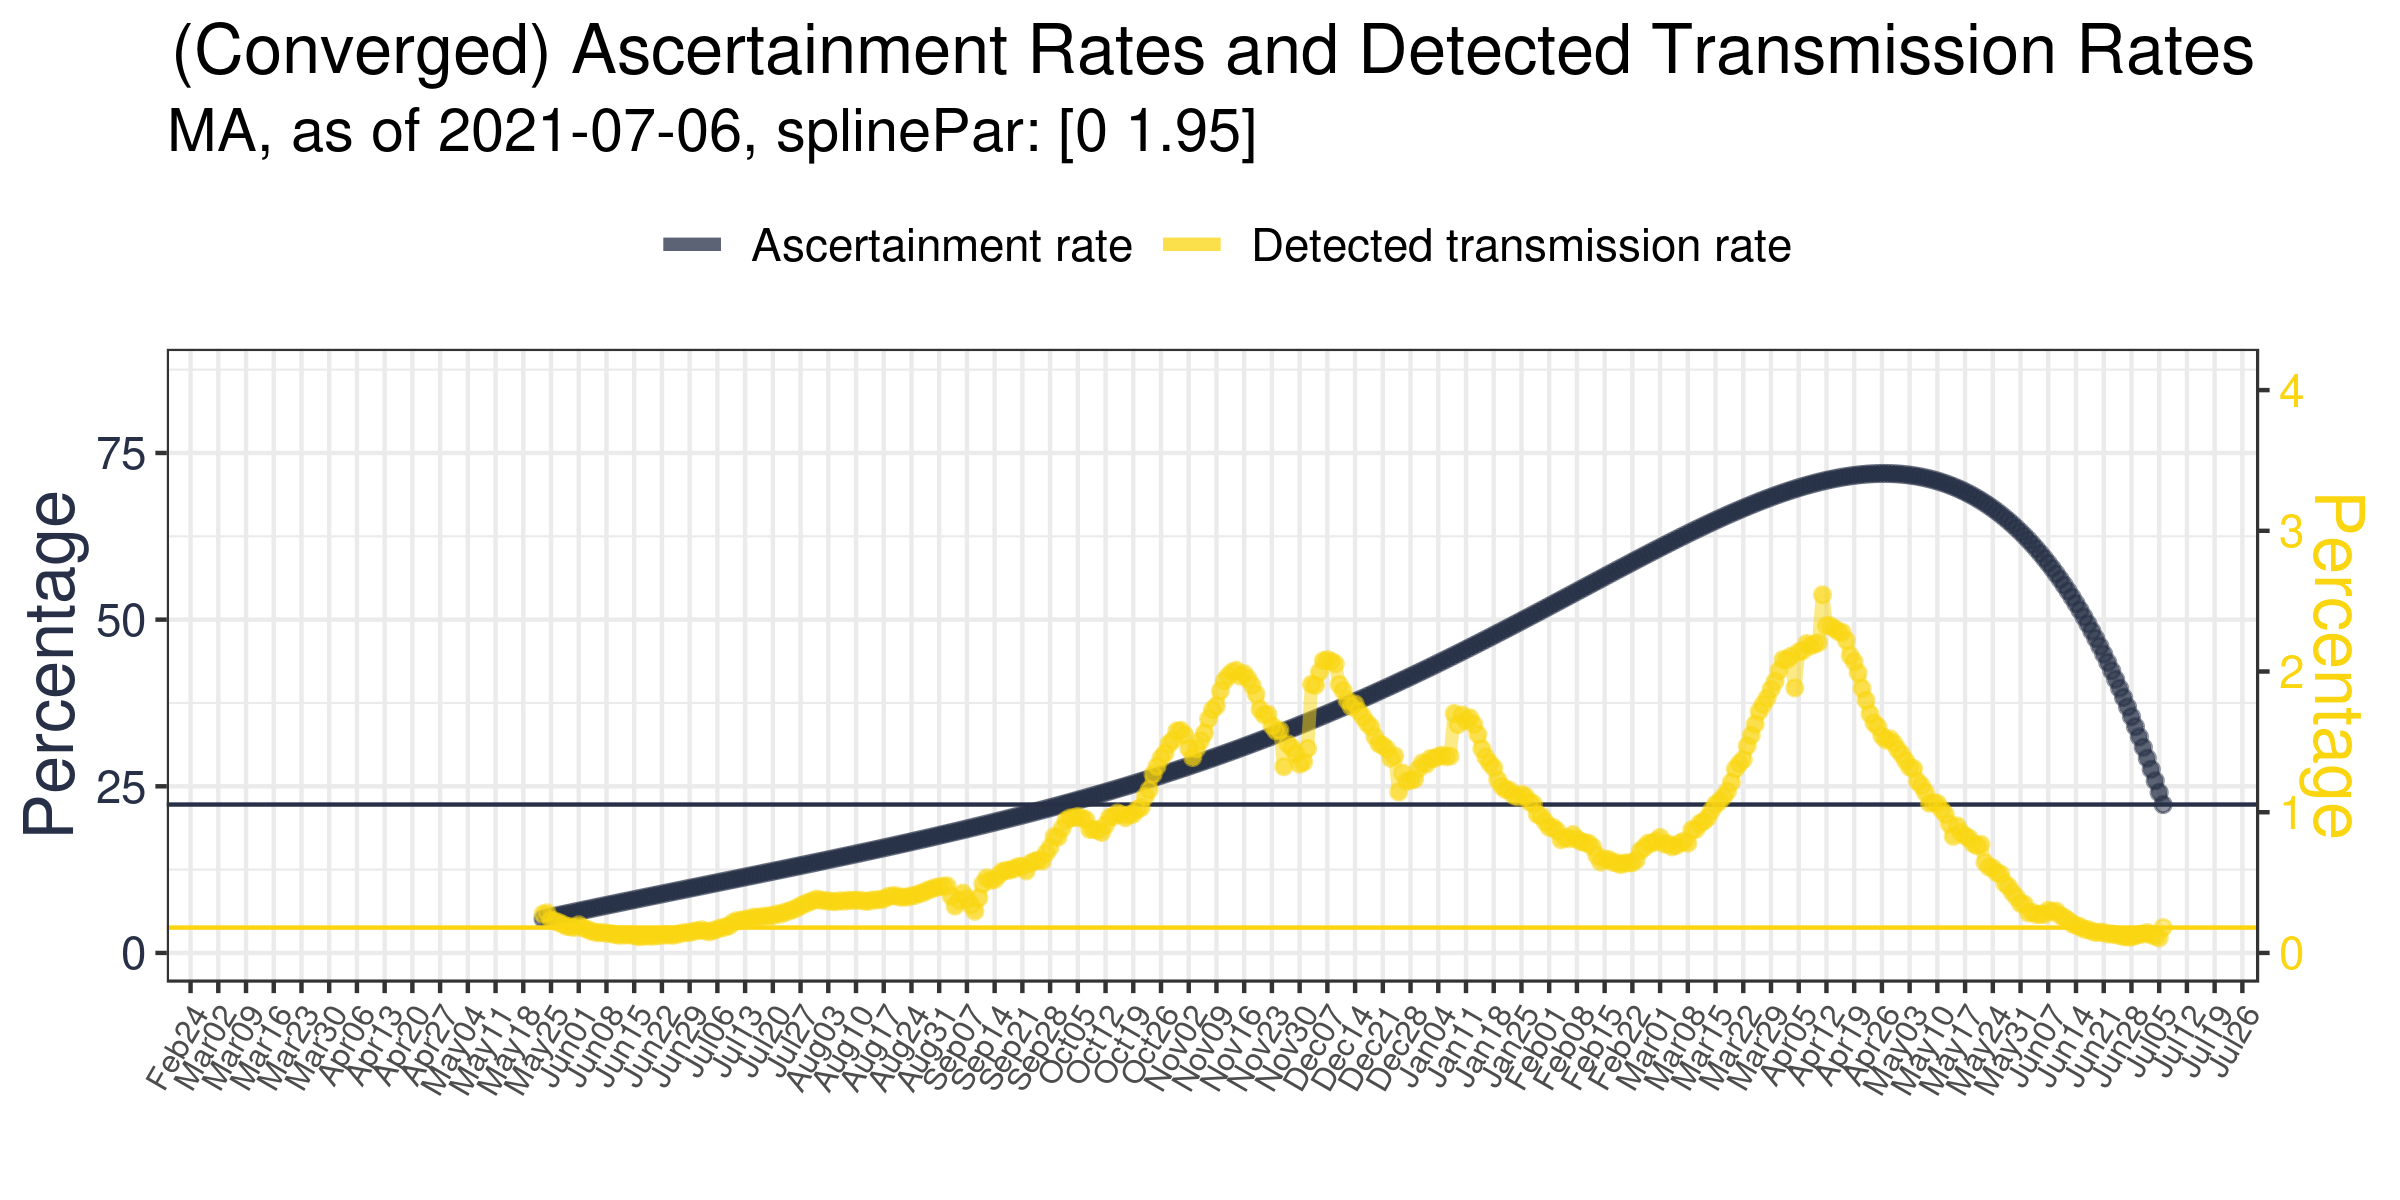 (Converged) Ascertainment Rates and Detected Transmission Rates
MA, as of 2021-07-06, splinePar: [0 1.95]
Ascertainment rate Detected transmission rate
Percentage
75
50
25
0
4
3
2
1
0
Percentage
Feb24
Mar02
Mar09
Mar16
Mar23
Mar30
Apr06
Apr13
Apr20
Apr27
May04
May11
May18
May25
Jun01
Jun08
Jun15
Jun22
Jun29
Jul06
Jul13
Jul20
Jul27
Aug03
Aug10
Aug17
Aug24
Aug31
Sep07
Sep14
Sep21
Sep28
Oct05
Oct12
Oct19
Oct26
Nov02
Nov09
Nov16
Nov23
Nov30
Dec07
Dec14
Dec21
Dec28
Jan04
Jan11
Jan18
Jan25
Feb01
Feb08
Feb15
Feb22
Mar01
Mar08
Mar15
Mar22
Mar29
Apr05
Apr12
Apr19
Apr26
May03
May10
May17
May24
May31
Jun07
Jun14
Jun21
Jun28
Jul05
Jul12
Jul19
Jul26